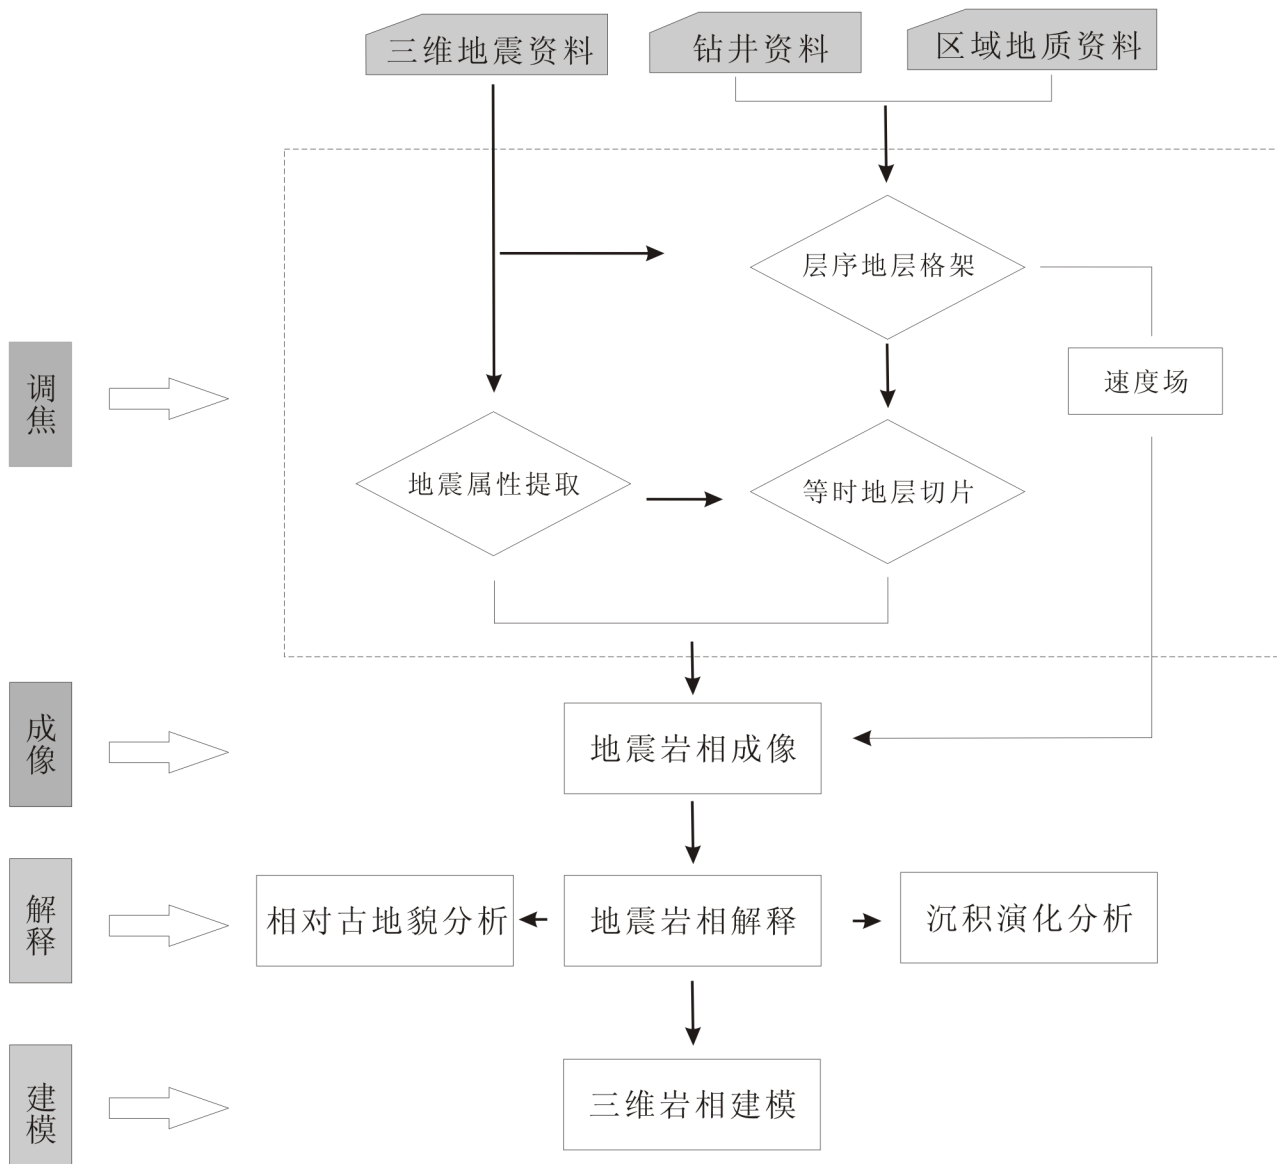 三维地震资料
钻井资料
区域地质资料
层序地层格架
速度场
调焦
地震属性提取
等时地层切片
成像
地震岩相成像
解释
相对古地貌分析
地震岩相解释
沉积演化分析
建模
三维岩相建模